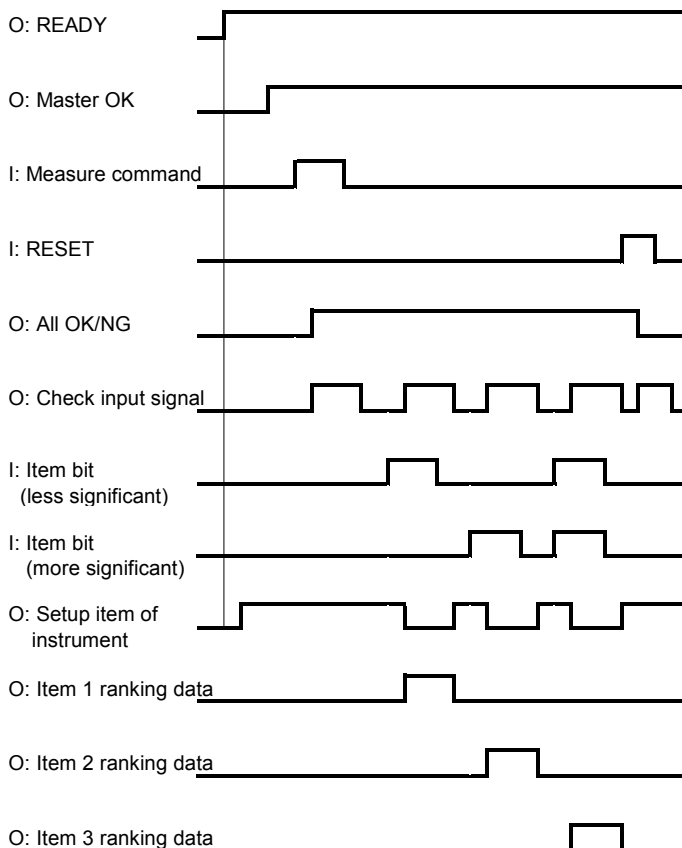 O: READY
O: Master OK
I: Measure command
I: RESET
O: All OK/NG
O: Check input signal
I: Item bit
(less significant)
I: Item bit
(more significant)
O: Setup item of
instrument
O: Item 1 ranking data
O: Item 2 ranking data
O: Item 3 ranking data